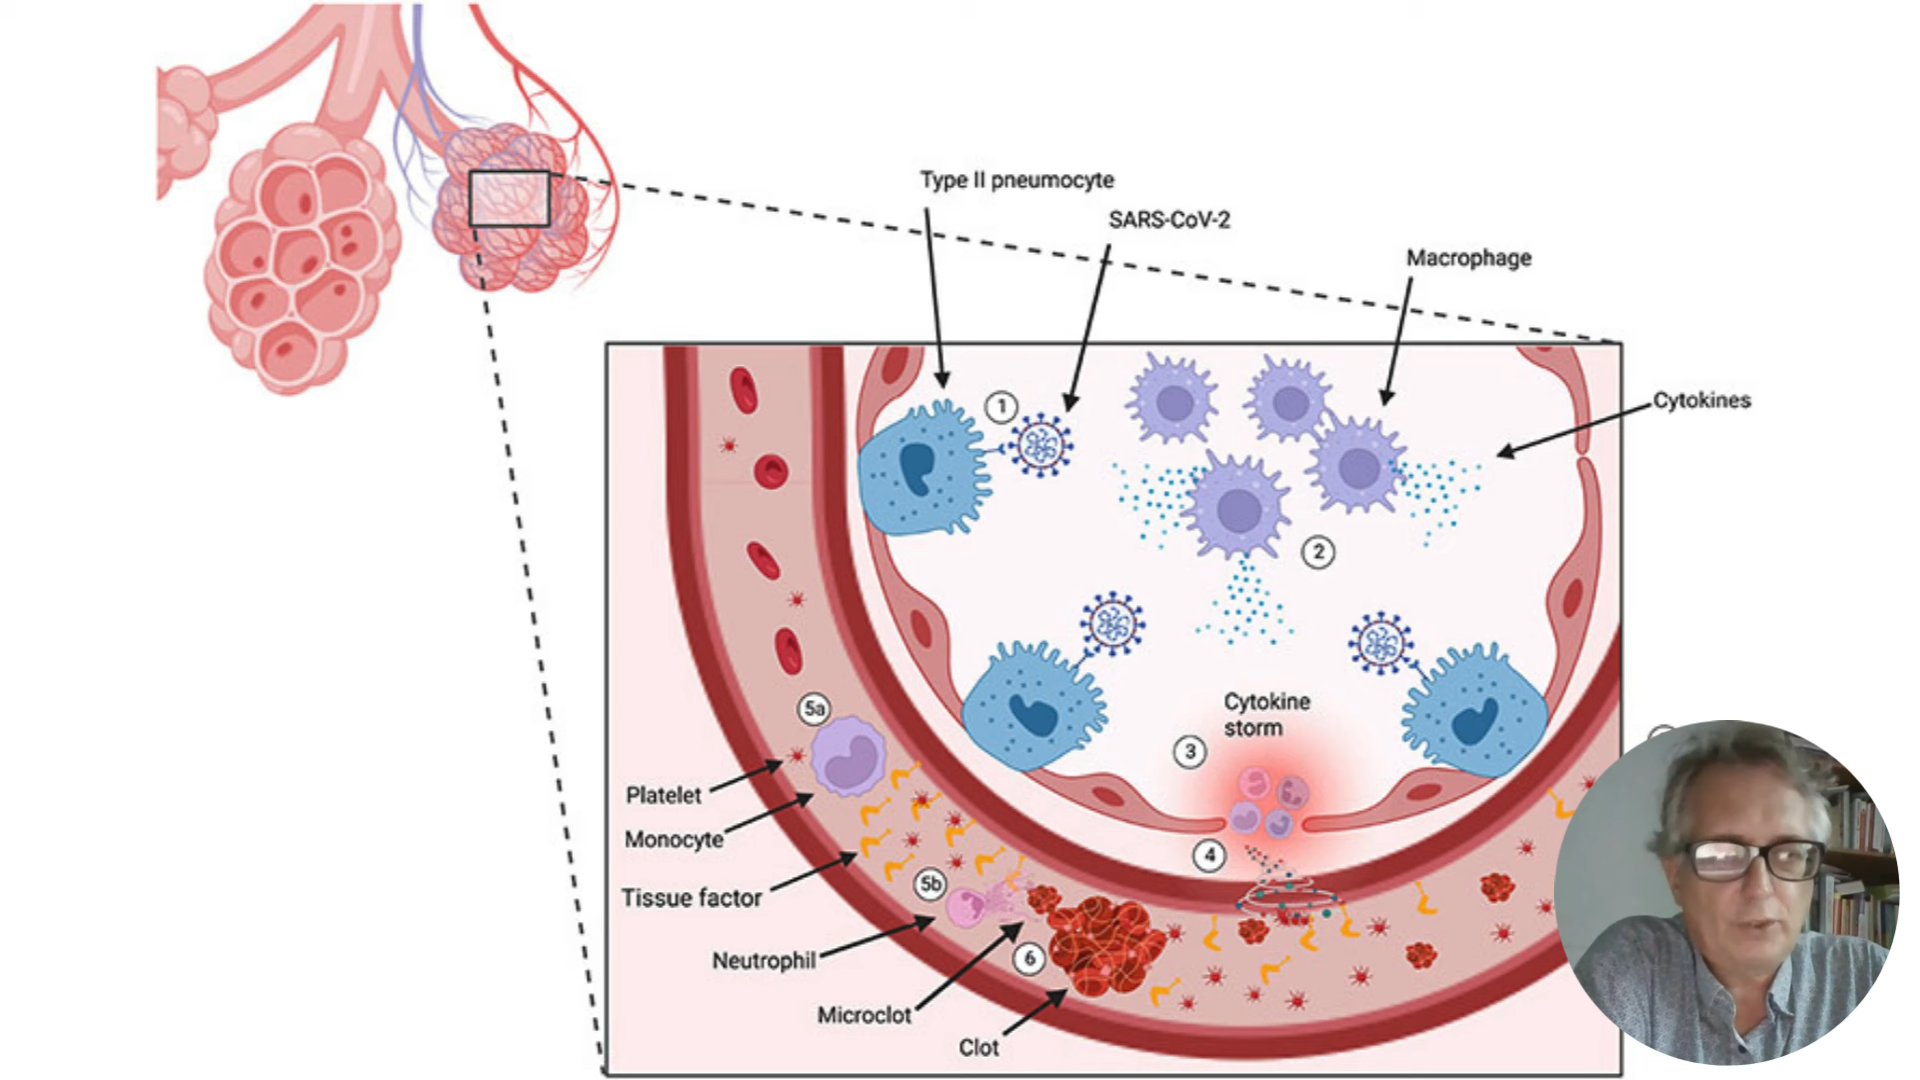 Type II pneumocyte
SARS-CoV-2
Macrophage
Cytokines
1
2
Cytokine
storm
3
4
5a
Platelet
Monocyte
Tissue factor
5b
Neutrophil
6
Microclot
Clot